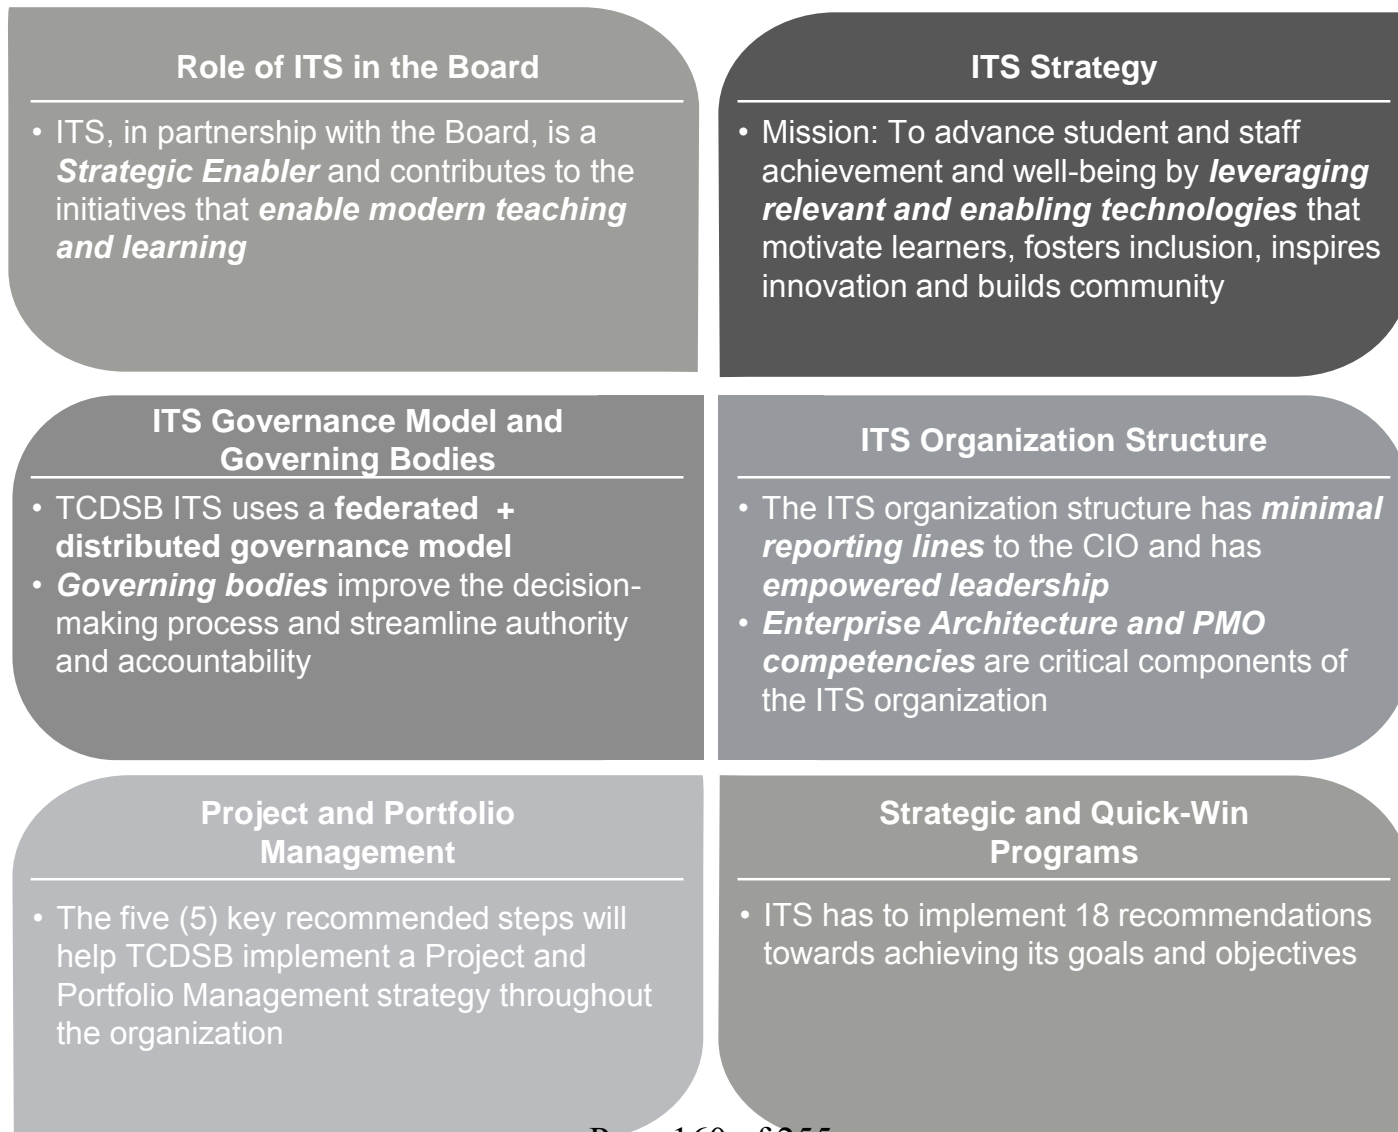 Role of ITS in the Board
• ITS, in partnership with the Board, is a
Strategic Enabler and contributes to the
initiatives that enable modern teaching
and learning
ITS Strategy
• Mission: To advance student and staff
achievement and well-being by leveraging
relevant and enabling technologies that
motivate learners, fosters inclusion, inspires
innovation and builds community
ITS Governance Model and
Governing Bodies
• TCDSB ITS uses a federated + 
distributed governance model
• Governing bodies improve the decision-
making process and streamline authority
and accountability
ITS Organization Structure
• The ITS organization structure has minimal
reporting lines to the CIO and has
empowered leadership
• Enterprise Architecture and PMO
competencies are critical components of
the ITS organization
Project and Portfolio
Management
• The five (5) key recommended steps will
help TCDSB implement a Project and
Portfolio Management strategy throughout
the organization
Strategic and Quick-Win
Programs
• ITS has to implement 18 recommendations
towards achieving its goals and objectives
Page 160 of 255